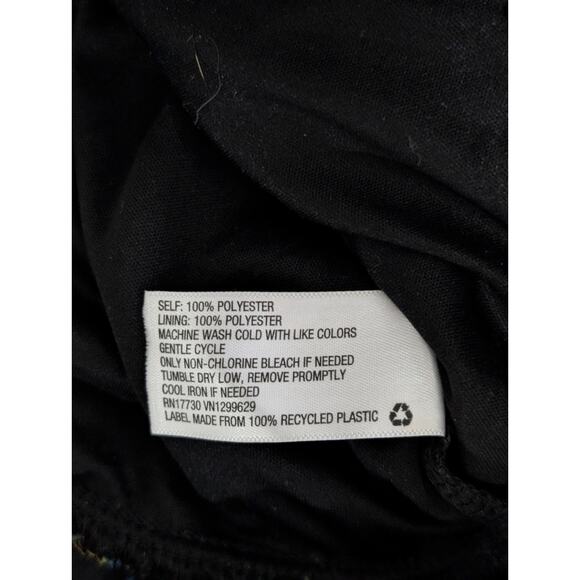 SELF: 100% POLYESTER
LINING: 100% POLYESTER
MACHINE WASH COLD WITH LIKE COLORS
GENTLE CYCLE
ONLY NON-CHLORINE BLEACH IF NEEDED
TUMBLE DRY LOW, REMOVE PROMPTLY
COOL IRON IF NEEDED
RN17730 VN1299629
LABEL MADE FROM 100% RECYCLED PLASTIC